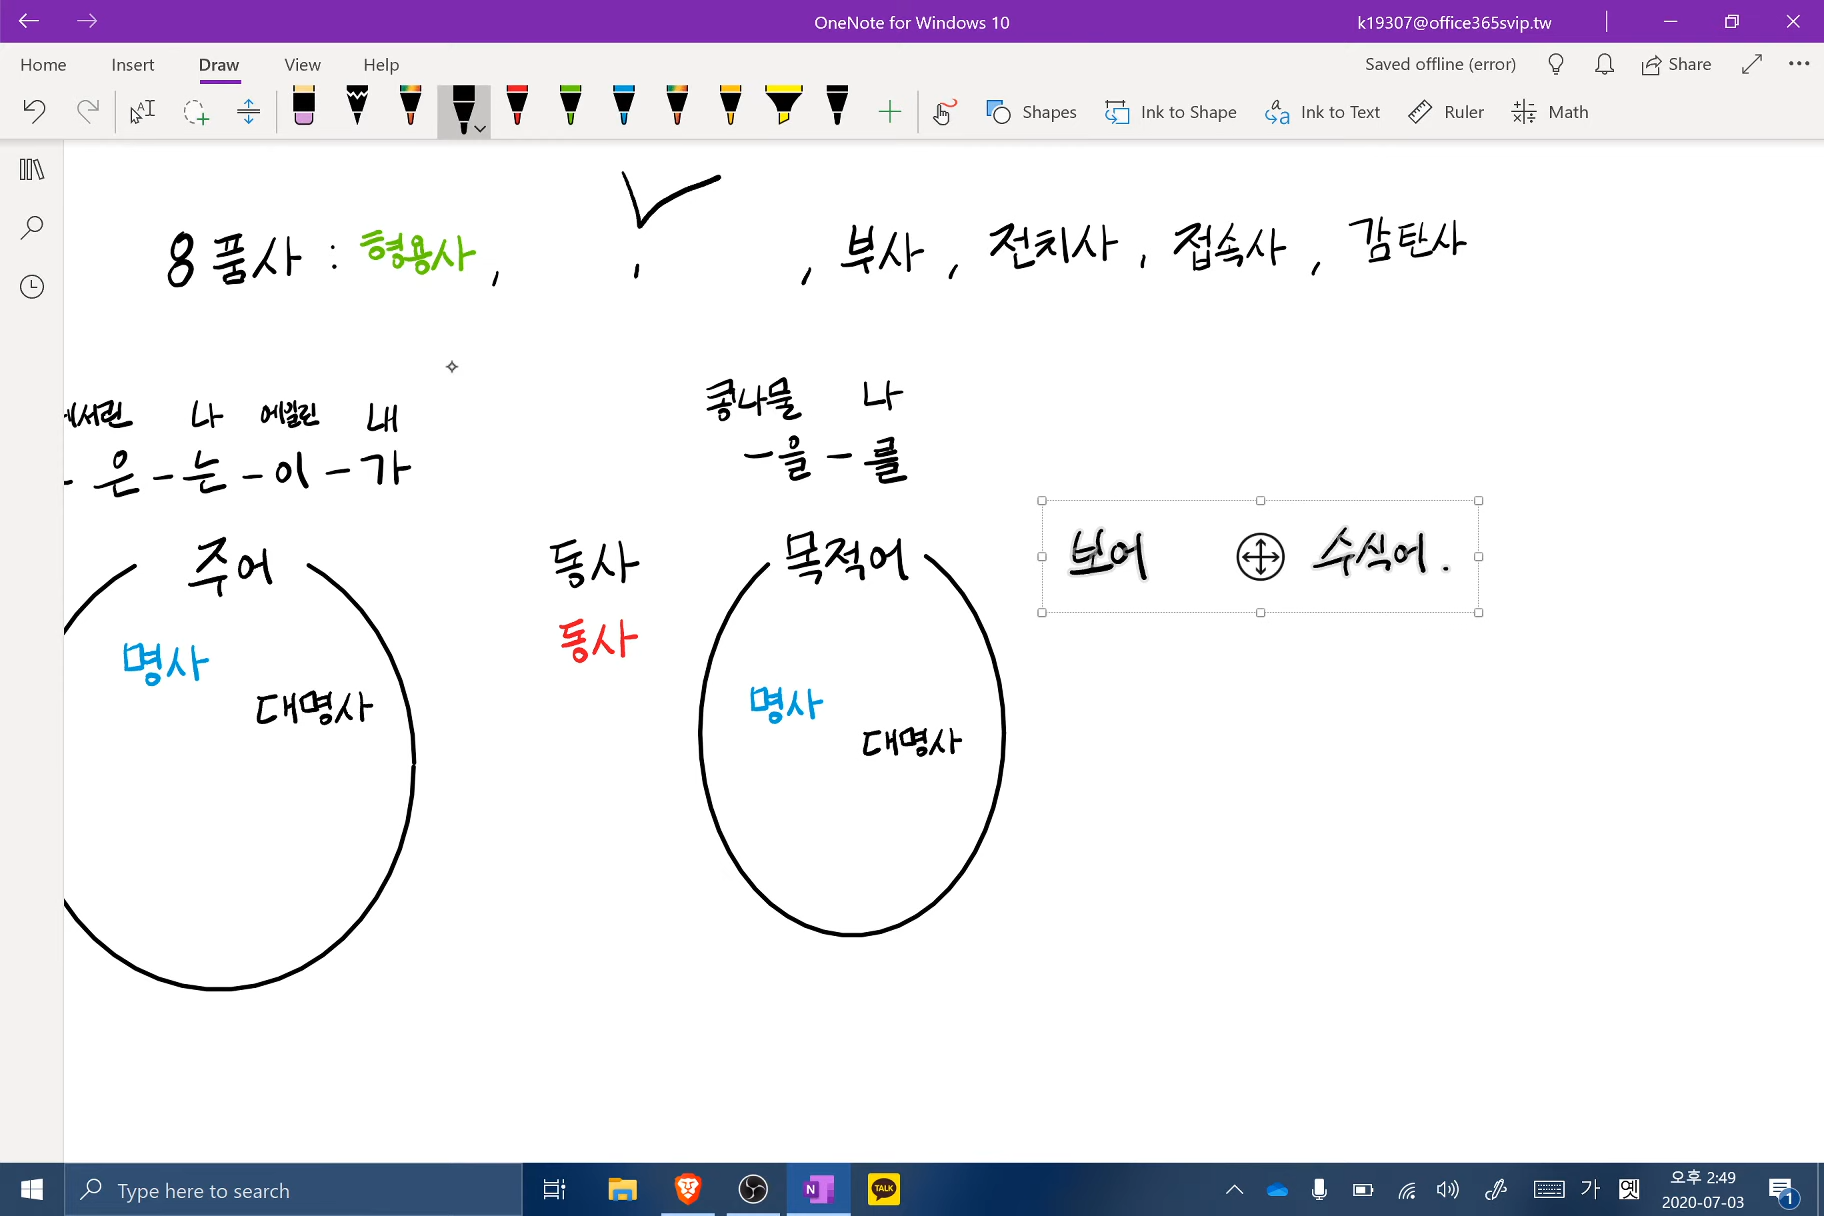 OneNote for Windows 10
k19307@office365svip.tw
Home Insert Draw View Help
Saved offline (error) Share
Shapes Ink to Shape Ink to Text Ruler Math
8품사 : 형용사, , , 부사, 전치사, 접속사, 감탄사
나 내
콩나물 나
-은 -는 -이 -가
-을 -를
주어 동사 목적어 보어 수식어.
동사
명사 명사
대명사 대명사
Type here to search
TALK
가
오후 2:49
2020-07-03
1